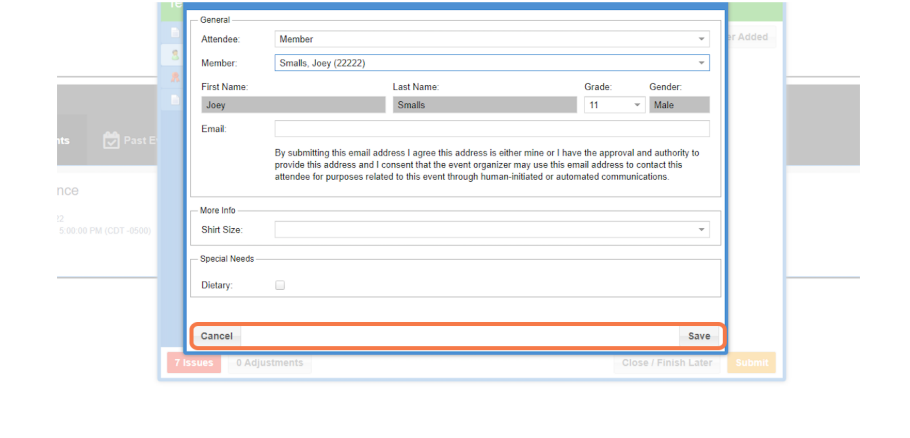 General
Attendee: Member
Member: Smalls, Joey (22222)
First Name: Last Name: Grade: Gender:
Joey Smalls 11 Male
Email:
By submitting this email address I agree this address is either mine or I have the approval and authority to
provide this address and I consent that the event organizer may use this email address to contact this
attendee for purposes related to this event through human-initiated or automated communications.
More Info
Shirt Size:
Special Needs
Dietary:
Cancel Save
7 Issues 0 Adjustments Close / Finish Later Submit
Added
Past
5:00:00 PM (CDT -0500)